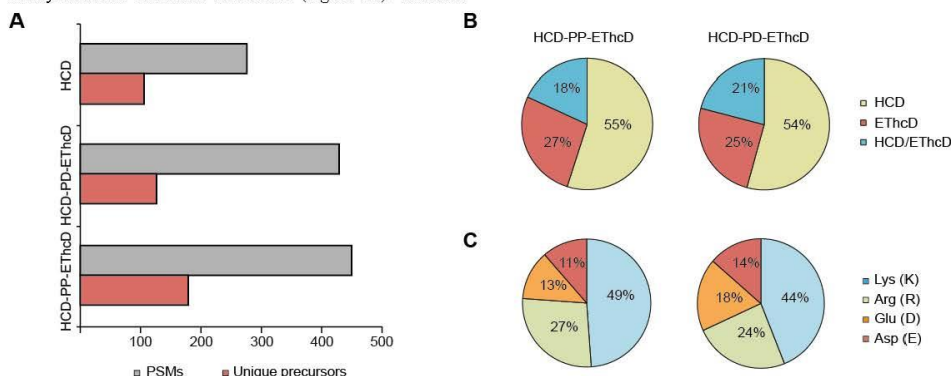 A
HCD
HCD-PD-EThcD
HCD-PP-EThcD
100
200
300
400
500
PSMs
Unique precursors
B
HCD-PP-EThcD
HCD-PD-EThcD
18%
55%
27%
21%
54%
25%
HCD
EThcD
HCD/EThcD
C
11%
13%
49%
27%
14%
18%
44%
24%
Lys (K)
Arg (R)
Glu (D)
Asp (E)